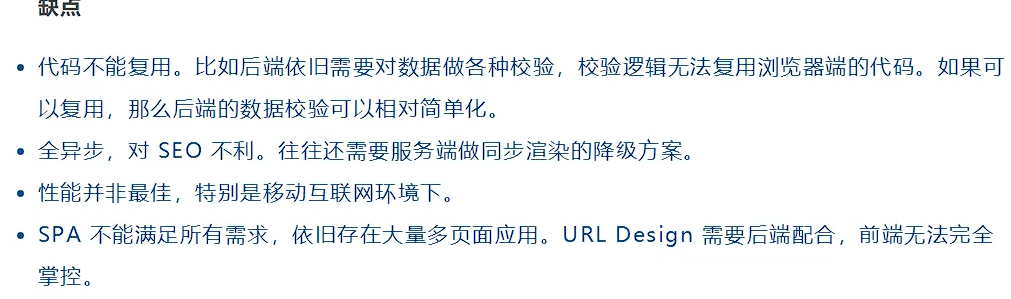 缺点
代码不能复用。比如后端依旧需要对数据做各种校验，校验逻辑无法复用浏览器端的代码。如果可
以复用，那么后端的数据校验可以相对简单化。
全异步，对 SEO 不利。往往还需要服务端做同步渲染的降级方案。
性能并非最佳，特别是移动互联网环境下。
SPA 不能满足所有需求，依旧存在大量多页面应用。URL Design 需要后端配合，前端无法完全
掌控。